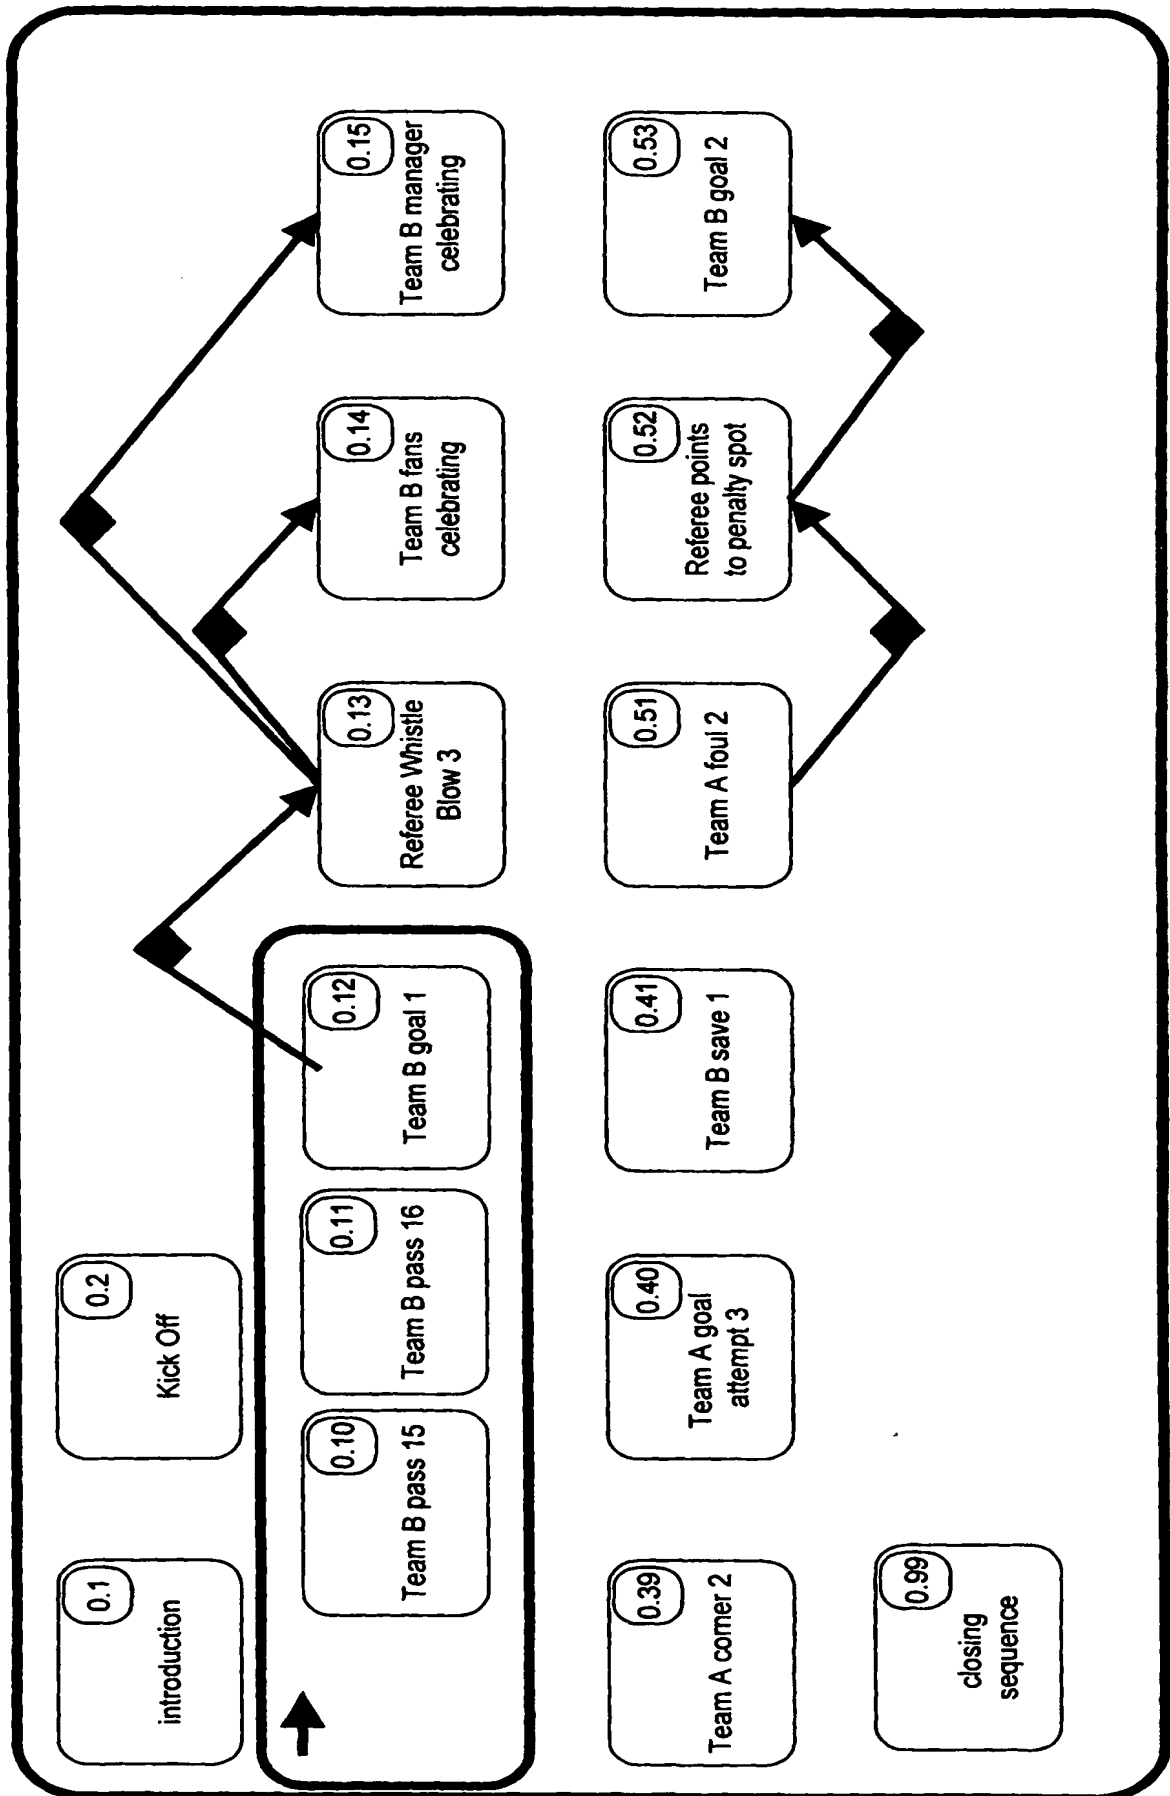 0.1
introduction
0.2
Kick Off
0.10
Team B pass 15
0.11
Team B pass 16
0.12
Team B goal 1
0.13
Referee Whistle
Blow 3
0.14
Team B fans
celebrating
0.15
Team B manager
celebrating
0.39
Team A corner 2
0.40
Team A goal
attempt 3
0.41
Team B save 1
0.51
Team A foul 2
0.52
Referee points
to penalty spot
0.53
Team B goal 2
0.99
closing
sequence